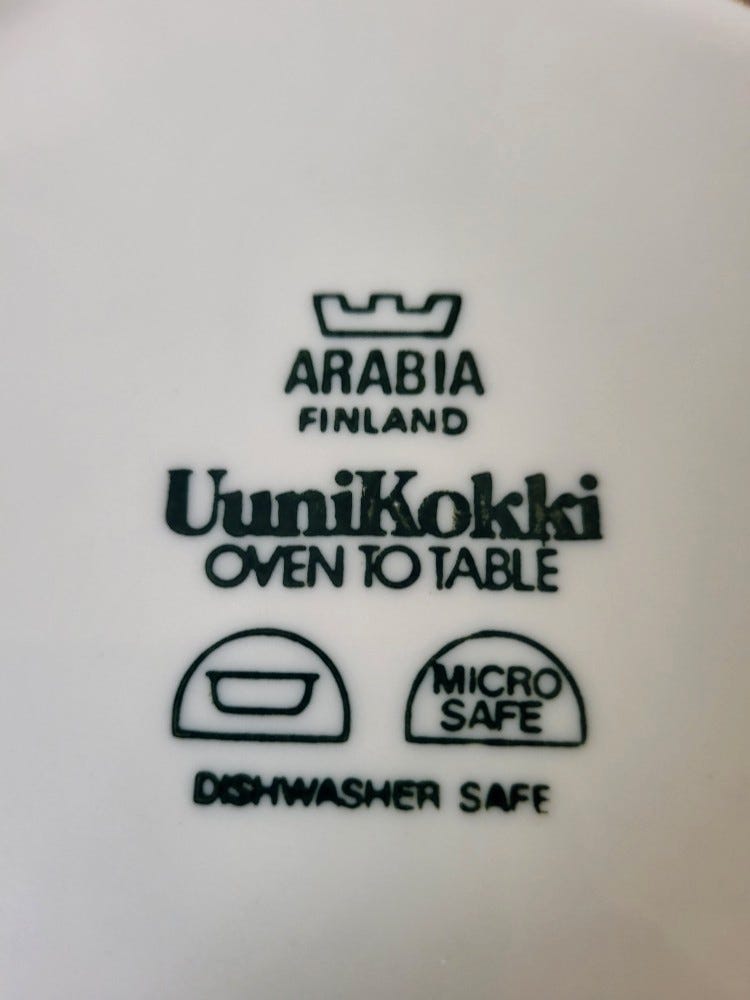 ARABIA
FINLAND
UuniKokki
OVEN TO TABLE
MICRO
SAFE
DISHWASHER SAFE